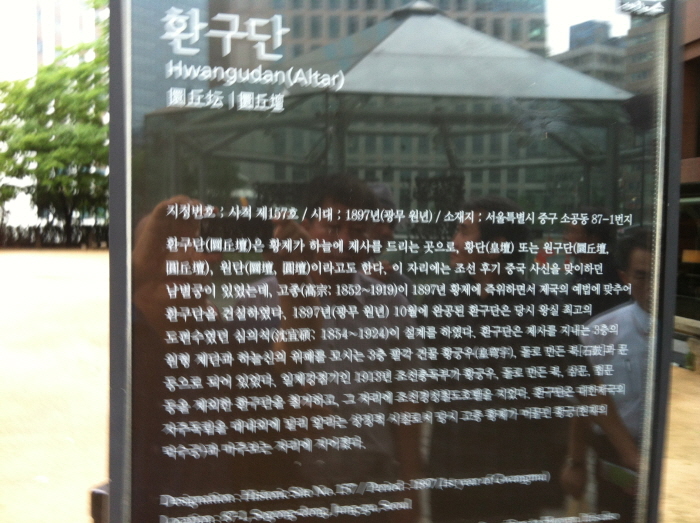 환구단
Hwangudan(Altar)
圜丘坛 | 圜丘壇
지정번호 : 사적 제157호 / 시대 : 1897년(광무 원년) / 소재지 : 서울특별시 중구 소공동 87-1번지
환구단(圜丘壇)은 황제가 하늘에 제사를 드리는 곳으로, 황단(皇壇) 또는 원구단(圜丘壇,
圓丘壇), 원단(圜壇, 圓壇)이라고도 한다. 이 자리에는 조선 후기 중국 사신을 맞이하던
남별궁이 있었는데, 고종(高宗: 1852~1919)이 1897년 황제에 즉위하면서 제국의 예법에 맞추어
환구단을 건설하였다. 1897년(광무 원년) 10월에 완공된 환구단은 당시 왕실 최고의
도편수였던 심의석(沈宜碩: 1854~1924)이 설계를 하였다. 환구단은 제사를 지내는 3층의
원형 제단과 하늘신의 위패를 모시는 3층 팔각 건물 황궁우(皇穹宇), 돌로 만든 북[石鼓]과 문
등으로 되어 있었다. 일제강점기인 1913년 조선총독부가 황궁우, 돌로 만든 북, 삼문, 협문
등을 제외한 환구단을 철거하고, 그 자리에 조선경성철도호텔을 지었다. 환구단은 대한제국의
자주독립을 대내외에 널리 알리는 상징적 시설로서 당시 고종 황제가 머물던 황궁(현재의
덕수궁)과 마주보는 자리에 지어졌다.
Designation : Historic Site No. 157 / Period : 1897 (1st year of Gwangmu)
Location : 87-1, Sogong-dong, Jung-gu, Seoul